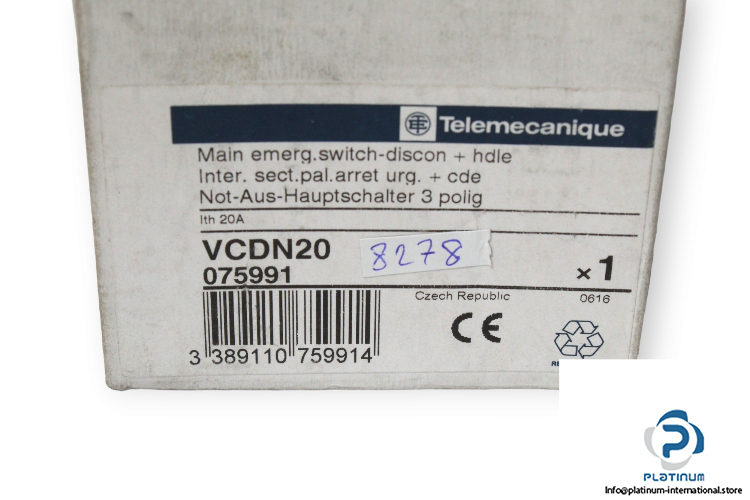 Telemecanique
Main emerg.switch-discon + hdle
Inter. sect.pal.arret urg. + cde
Not-Aus-Hauptschalter 3 polig
Ith 20A
VCDN20
8278
075991
×1
Czech Republic
0616
CE
3 389110 759914
PLATINUM
Info@platinum-international.store